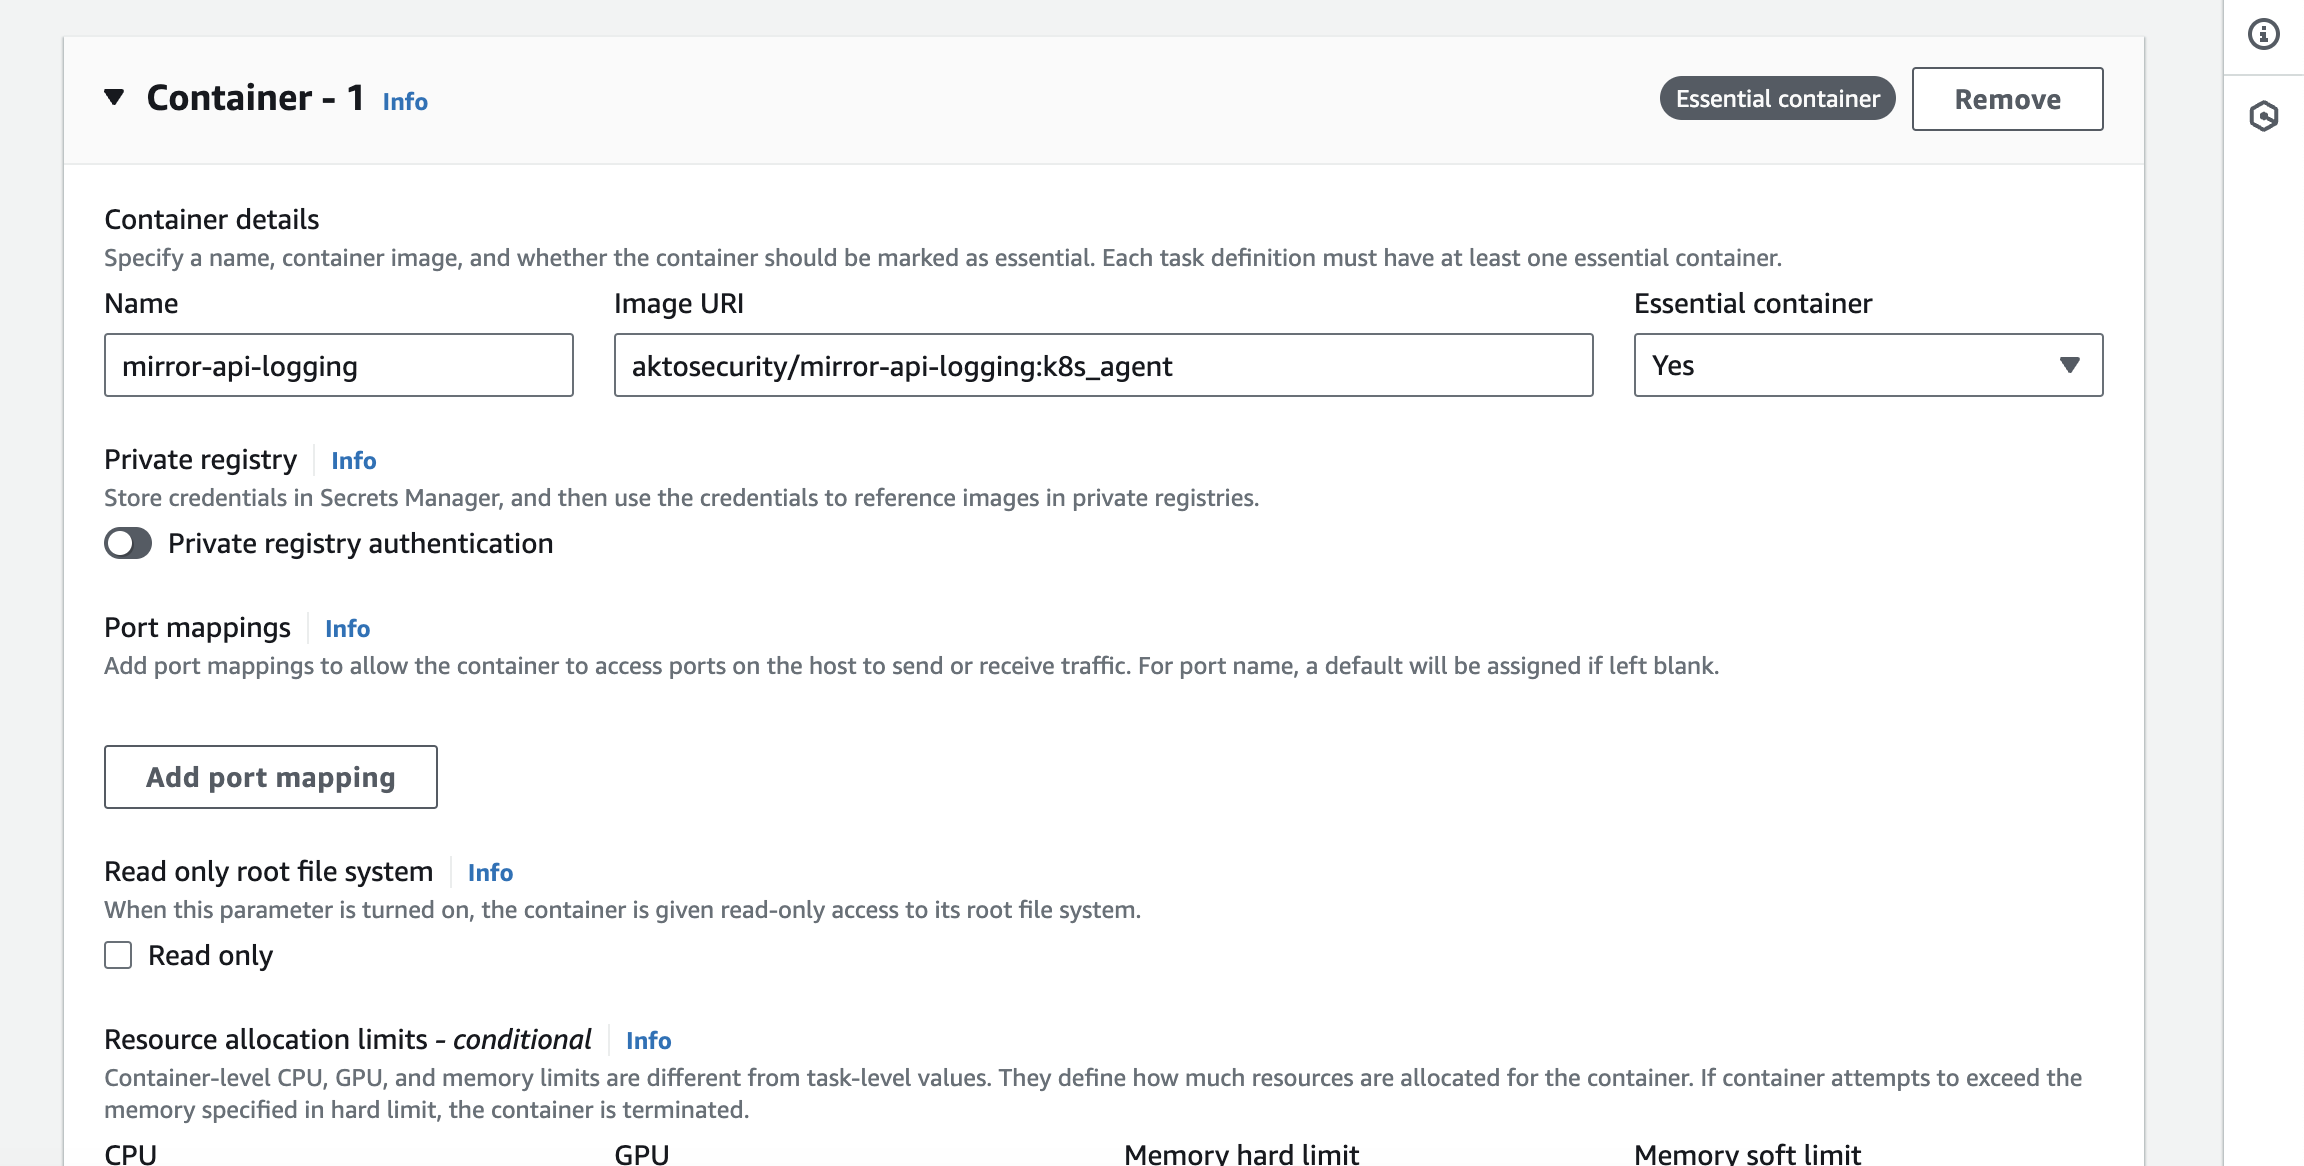 Container - 1 Info
Essential container
Remove
Container details
Specify a name, container image, and whether the container should be marked as essential. Each task definition must have at least one essential container.
Name
Image URI
Essential container
mirror-api-logging
aktosecurity/mirror-api-logging:k8s_agent
Yes
Private registry Info
Store credentials in Secrets Manager, and then use the credentials to reference images in private registries.
Private registry authentication
Port mappings Info
Add port mappings to allow the container to access ports on the host to send or receive traffic. For port name, a default will be assigned if left blank.
Add port mapping
Read only root file system Info
When this parameter is turned on, the container is given read-only access to its root file system.
Read only
Resource allocation limits - conditional Info
Container-level CPU, GPU, and memory limits are different from task-level values. They define how much resources are allocated for the container. If container attempts to exceed the
memory specified in hard limit, the container is terminated.
CPU
GPU
Memory hard limit
Memory soft limit